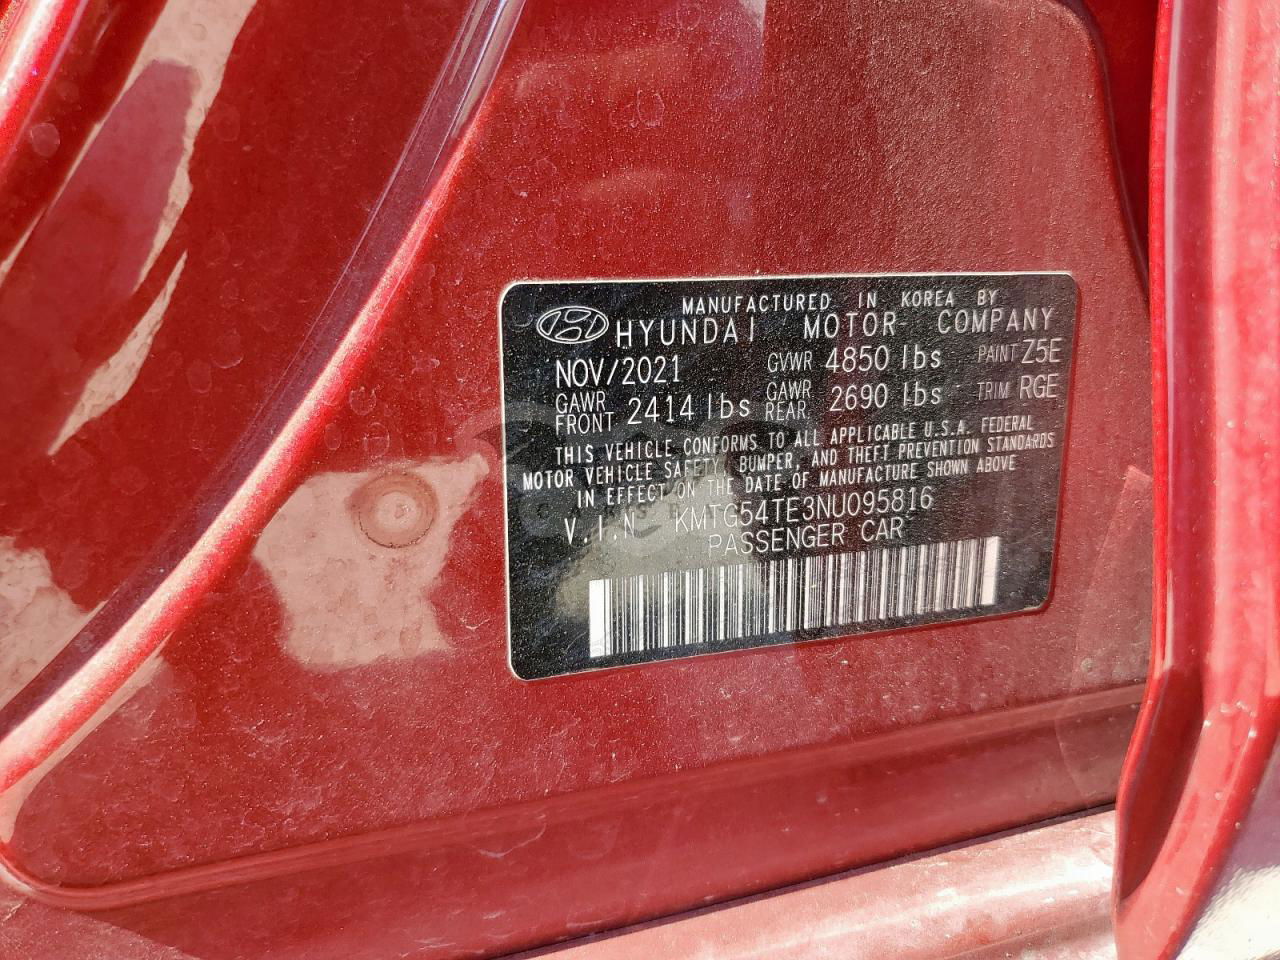 MANUFACTURED IN KOREA BY
HYUNDAI MOTOR COMPANY
NOV/2021 GVWR 4850 lbs PAINT Z5E
GAWR FRONT 2414 lbs GAWR REAR 2690 lbs TRIM RGE
THIS VEHICLE CONFORMS TO ALL APPLICABLE U.S.A. FEDERAL
MOTOR VEHICLE SAFETY, BUMPER, AND THEFT PREVENTION STANDARDS
IN EFFECT ON THE DATE OF MANUFACTURE SHOWN ABOVE
V.I.N KMTG54TE3NU095816
PASSENGER CAR